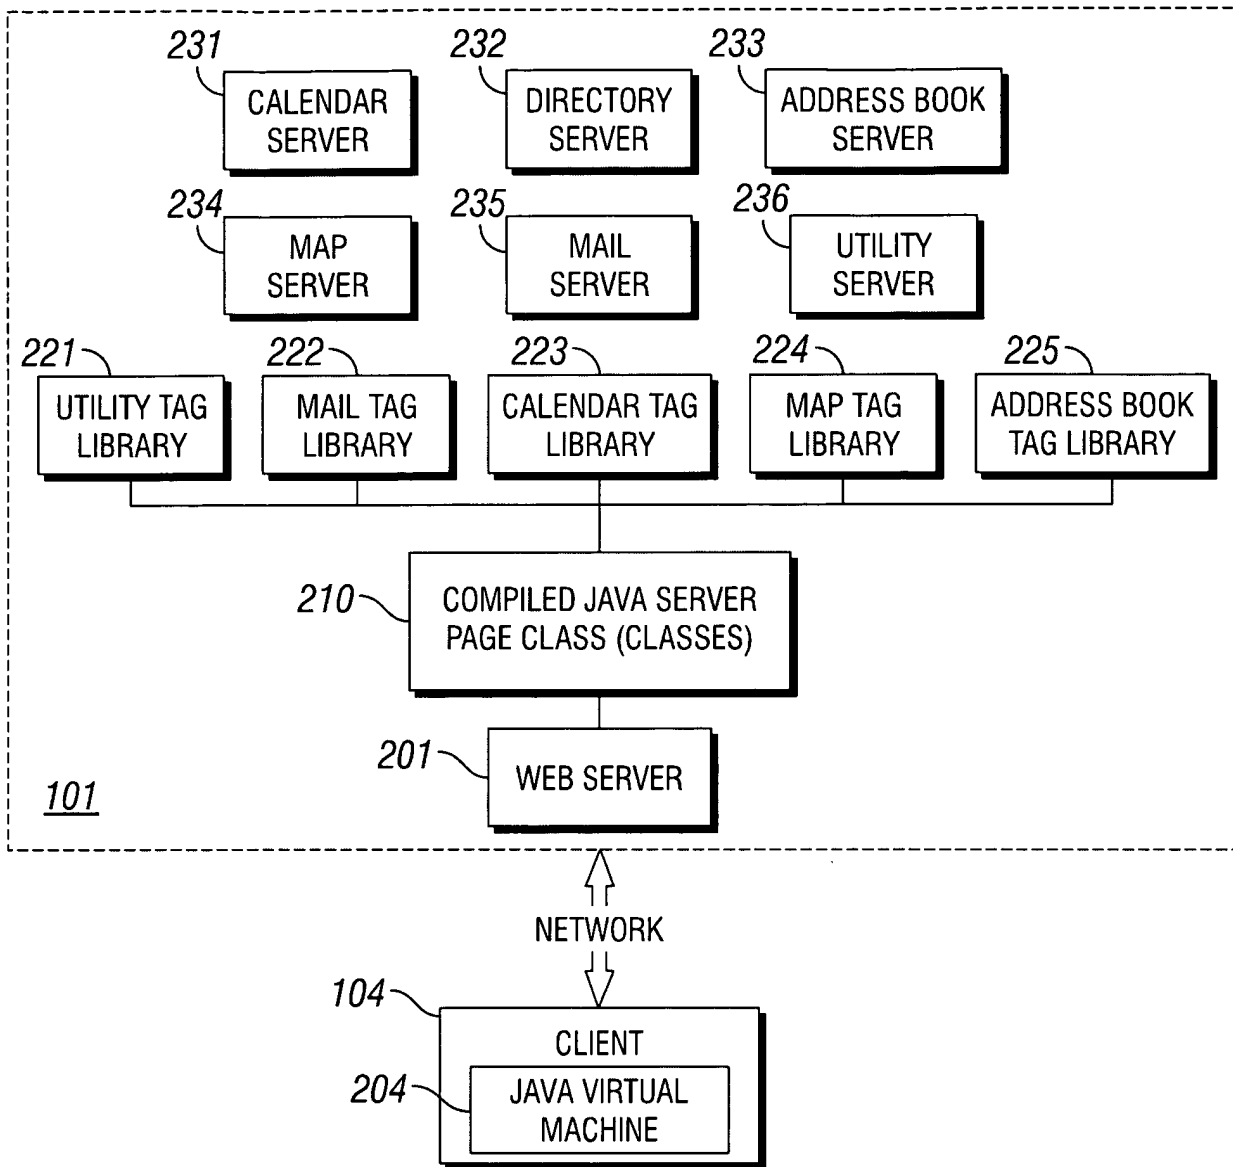 231
232
233
CALENDAR
SERVER
DIRECTORY
SERVER
ADDRESS BOOK
SERVER
234
235
236
MAP
SERVER
MAIL
SERVER
UTILITY
SERVER
221
222
223
224
225
UTILITY TAG
LIBRARY
MAIL TAG
LIBRARY
CALENDAR TAG
LIBRARY
MAP TAG
LIBRARY
ADDRESS BOOK
TAG LIBRARY
210
COMPILED JAVA SERVER
PAGE CLASS (CLASSES)
201
WEB SERVER
101
NETWORK
104
CLIENT
204
JAVA VIRTUAL
MACHINE